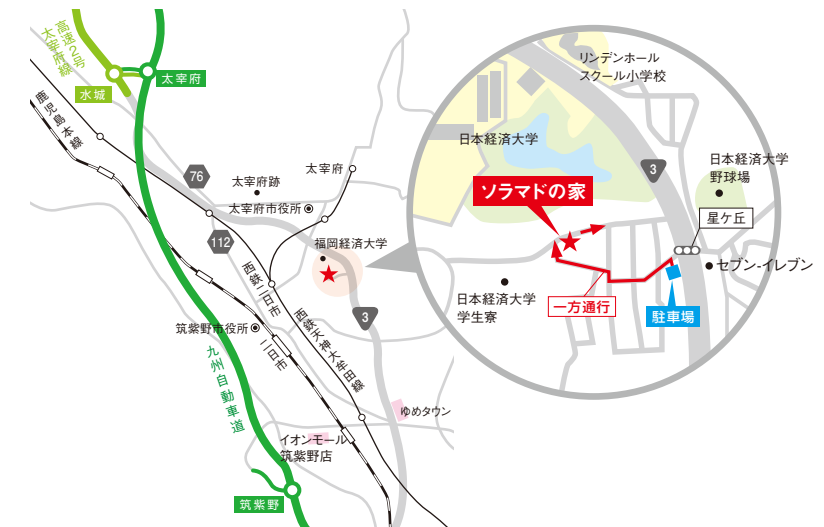 高速2号
太宰府線
水城
太宰府
鹿児島本線
76
太宰府跡
太宰府
太宰府市役所
112
福岡経済大学
西鉄二日市
3
筑紫野市役所
二日市
西鉄天神大牟田線
九州自動車道
ゆめタウン
イオンモール
筑紫野店
筑紫野
リンデンホール
スクール小学校
日本経済大学
3
日本経済大学
野球場
ソラマドの家
星ケ丘
セブン-イレブン
日本経済大学
学生寮
一方通行
駐車場